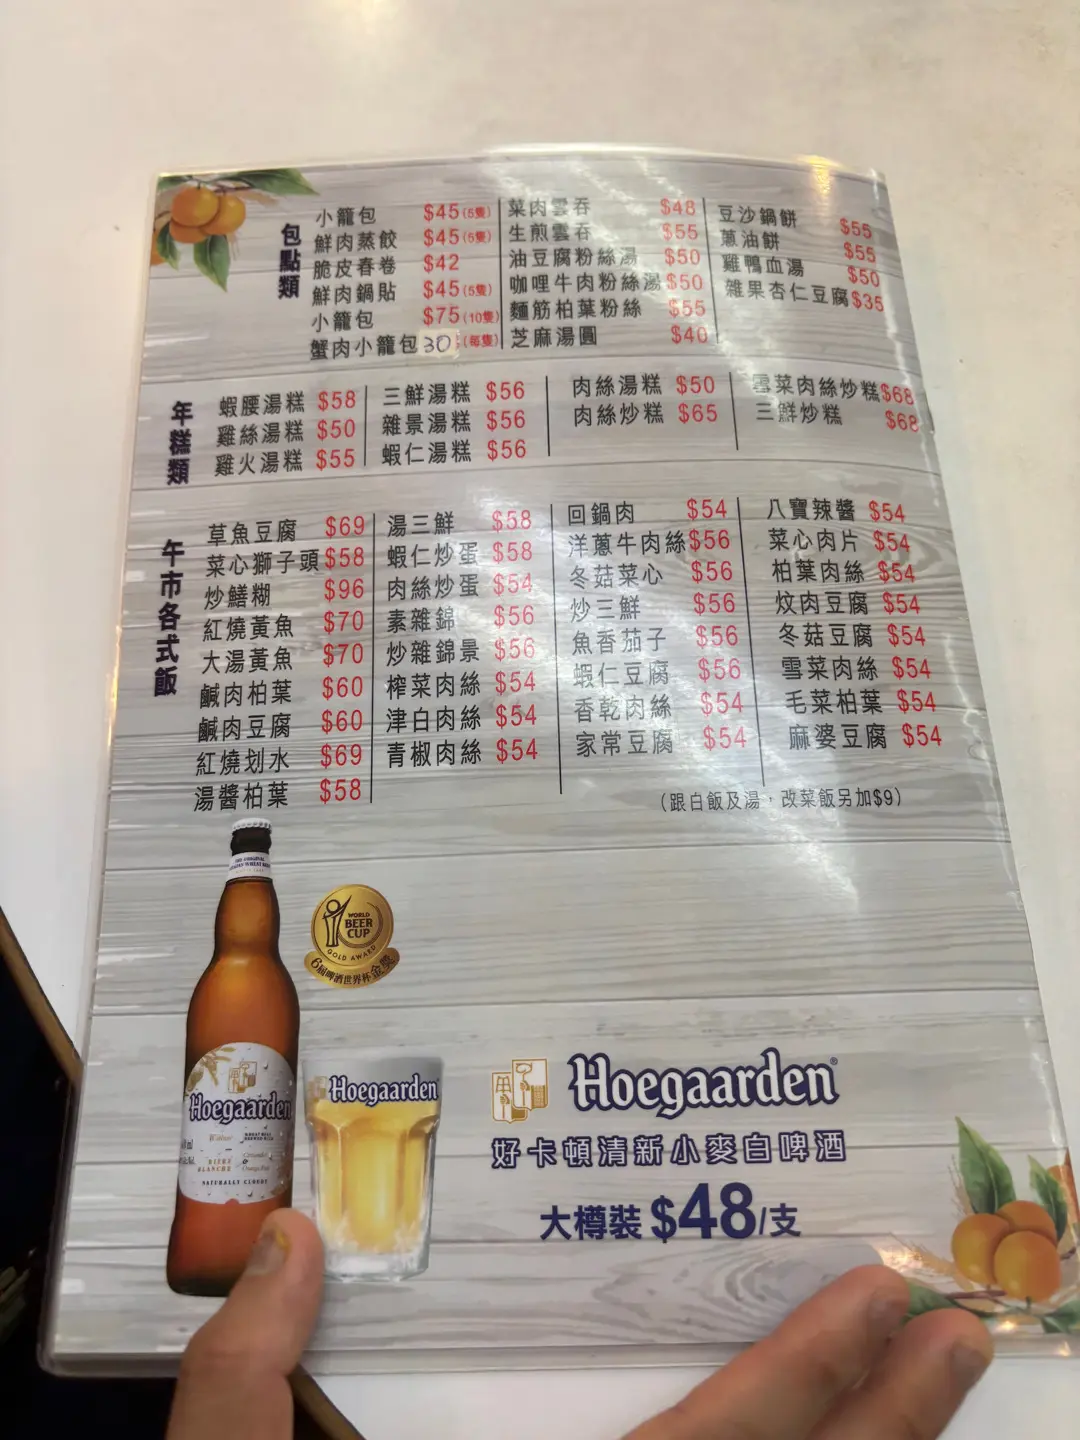 包點類
小籠包 $45(5隻)
鮮肉蒸餃 $45(5隻)
脆皮春卷 $42
鮮肉鍋貼 $45(5隻)
小籠包 $75(10隻)
蟹肉小籠包 30 (每隻)
菜肉雲吞 $48
生煎雲吞 $55
油豆腐粉絲湯 $50
咖哩牛肉粉絲湯 $50
麵筋柏葉粉絲 $55
芝麻湯圓 $40
豆沙鍋餅 $55
蔥油餅 $55
雞鴨血湯 $50
雜果杏仁豆腐 $35
年糕類
蝦腰湯糕 $58
雞絲湯糕 $50
雞火湯糕 $55
三鮮湯糕 $56
雜景湯糕 $56
蝦仁湯糕 $56
肉絲湯糕 $50
肉絲炒糕 $65
雪菜肉絲炒糕 $68
三鮮炒糕 $68
午市各式飯
草魚豆腐 $69
菜心獅子頭 $58
炒鱔糊 $96
紅燒黃魚 $70
大湯黃魚 $70
鹹肉柏葉 $60
鹹肉豆腐 $60
紅燒划水 $69
湯醬柏葉 $58
湯三鮮 $58
蝦仁炒蛋 $58
肉絲炒蛋 $54
素雜錦 $56
炒雜錦景 $56
榨菜肉絲 $54
津白肉絲 $54
青椒肉絲 $54
回鍋肉 $54
洋蔥牛肉絲 $56
冬菇菜心 $56
炒三鮮 $56
魚香茄子 $56
蝦仁豆腐 $56
香乾肉絲 $54
家常豆腐 $54
八寶辣醬 $54
菜心肉片 $54
柏葉肉絲 $54
炆肉豆腐 $54
冬菇豆腐 $54
雪菜肉絲 $54
毛菜柏葉 $54
麻婆豆腐 $54
(跟白飯及湯，改菜飯另加$9)
WORLD
BEER
CUP
GOLD AWARD
6屆啤酒世界杯金獎
Hoegaarden
BLANCHE
NATURALLY CLOUDY
Hoegaarden
Hoegaarden®
好卡頓清新小麥白啤酒
大樽裝 $48/支